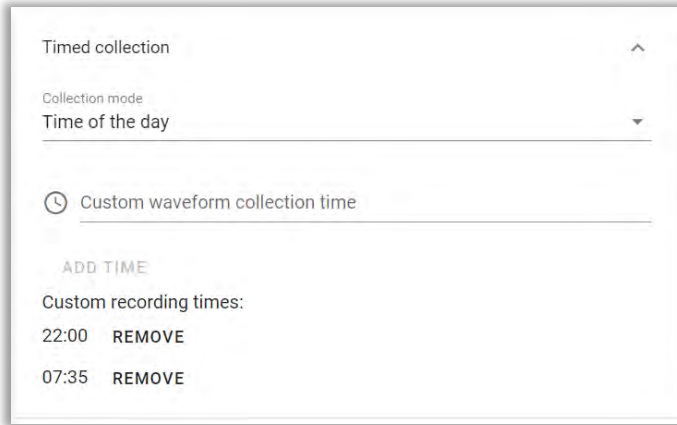 Timed collection
Collection mode
Time of the day
Custom waveform collection time
ADD TIME
Custom recording times:
22:00 REMOVE
07:35 REMOVE